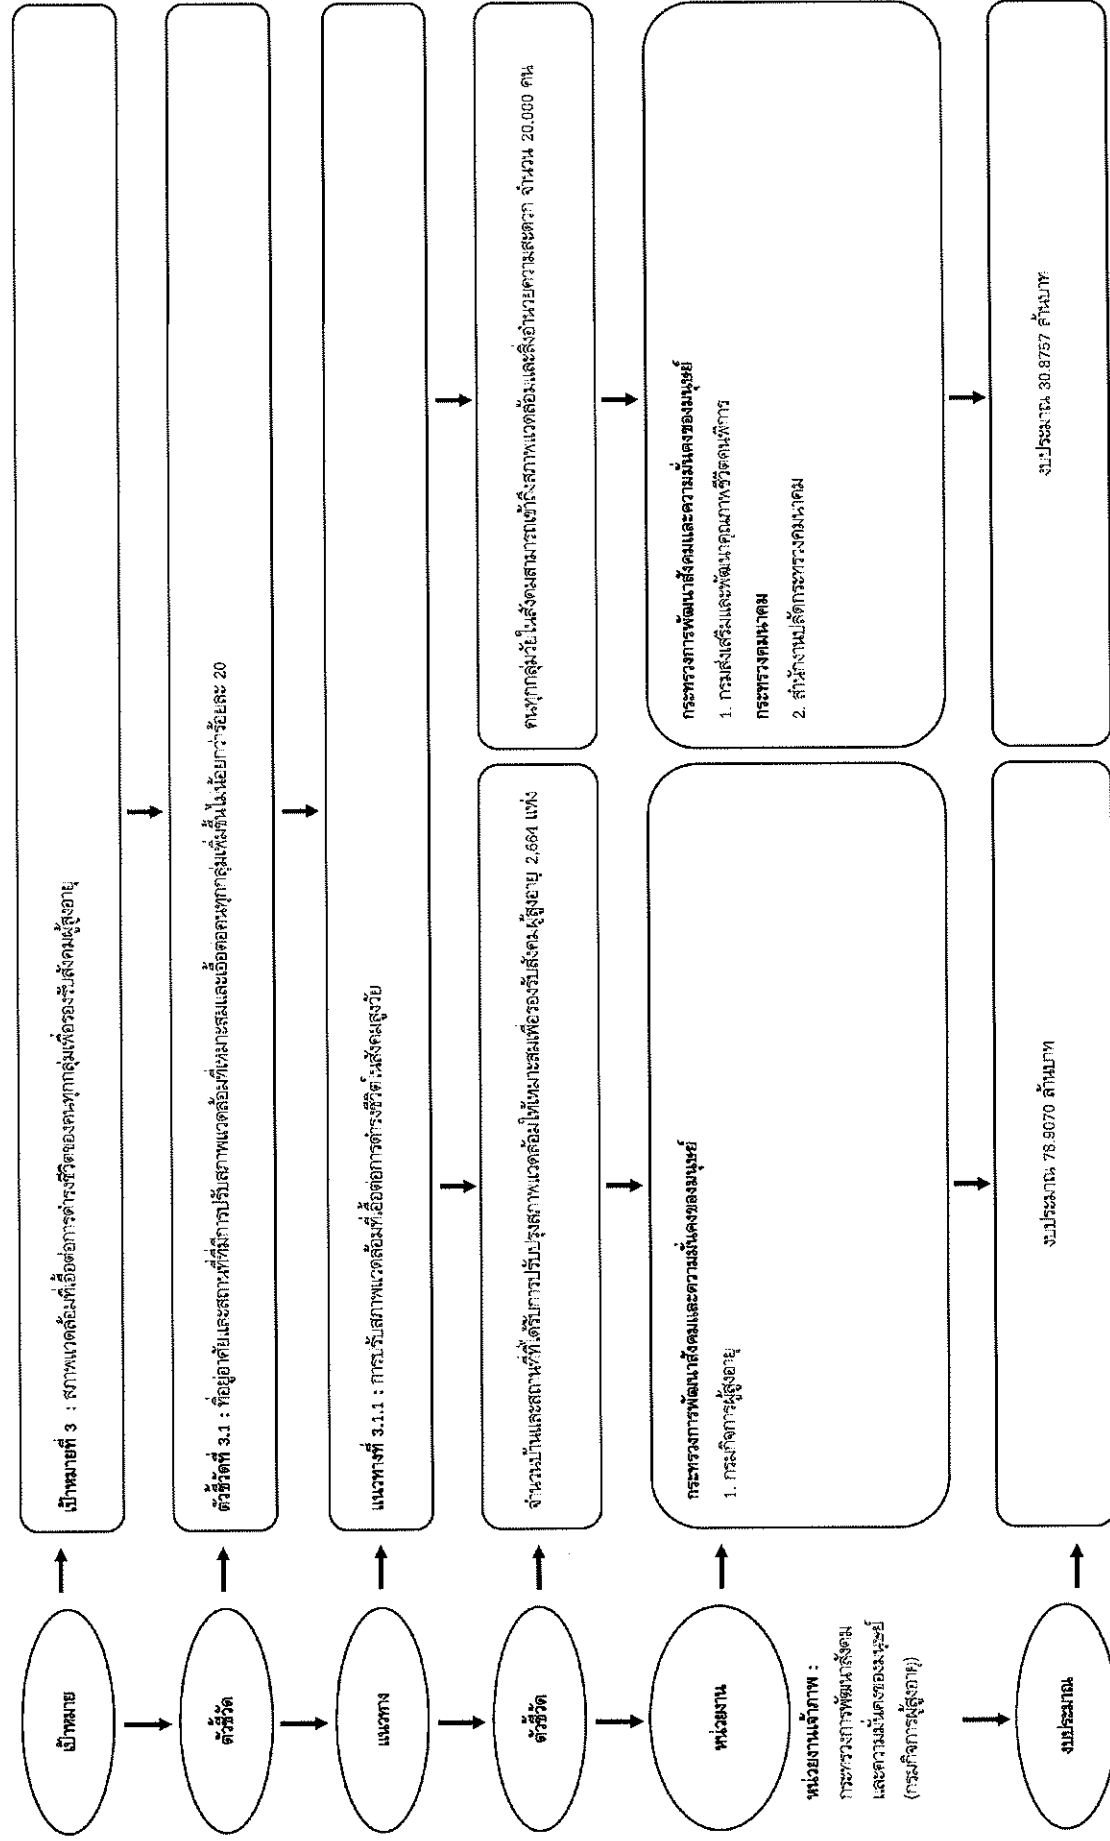 เป้าหมาย
เป้าหมายที่ 3 : สภาพแวดล้อมที่เอื้อต่อการดำรงชีวิตของคนทุกกลุ่มเพื่อรองรับสังคมผู้สูงอายุ
ตัวชี้วัด
ตัวชี้วัดที่ 3.1 : ที่อยู่อาศัยและสถานที่ที่มีการปรับสภาพแวดล้อมที่เหมาะสมและเอื้อต่อคนทุกกลุ่มเพิ่มขึ้นไม่น้อยกว่าร้อยละ 20
แนวทาง
แนวทางที่ 3.1.1 : การปรับสภาพแวดล้อมที่เอื้อต่อการดำรงชีวิตในสังคมสูงวัย
ตัวชี้วัด
จำนวนบ้านและสถานที่ที่ได้รับการปรับปรุงสภาพแวดล้อมให้เหมาะสมเพื่อรองรับสังคมผู้สูงอายุ 2,664 แห่ง
คนทุกกลุ่มวัยในสังคมสามารถเข้าถึงสภาพแวดล้อมและสิ่งอำนวยความสะดวก จำนวน 20,000 คน
หน่วยงาน
หน่วยงานเจ้าภาพ :
กระทรวงการพัฒนาสังคม
และความมั่นคงของมนุษย์
(กรมกิจการผู้สูงอายุ)
กระทรวงการพัฒนาสังคมและความมั่นคงของมนุษย์
1. กรมกิจการผู้สูงอายุ
กระทรวงการพัฒนาสังคมและความมั่นคงของมนุษย์
1. กรมส่งเสริมและพัฒนาคุณภาพชีวิตคนพิการ
กระทรวงคมนาคม
2. สำนักงานปลัดกระทรวงคมนาคม
งบประมาณ
งบประมาณ 78.9070 ล้านบาท
งบประมาณ 30.8757 ล้านบาท